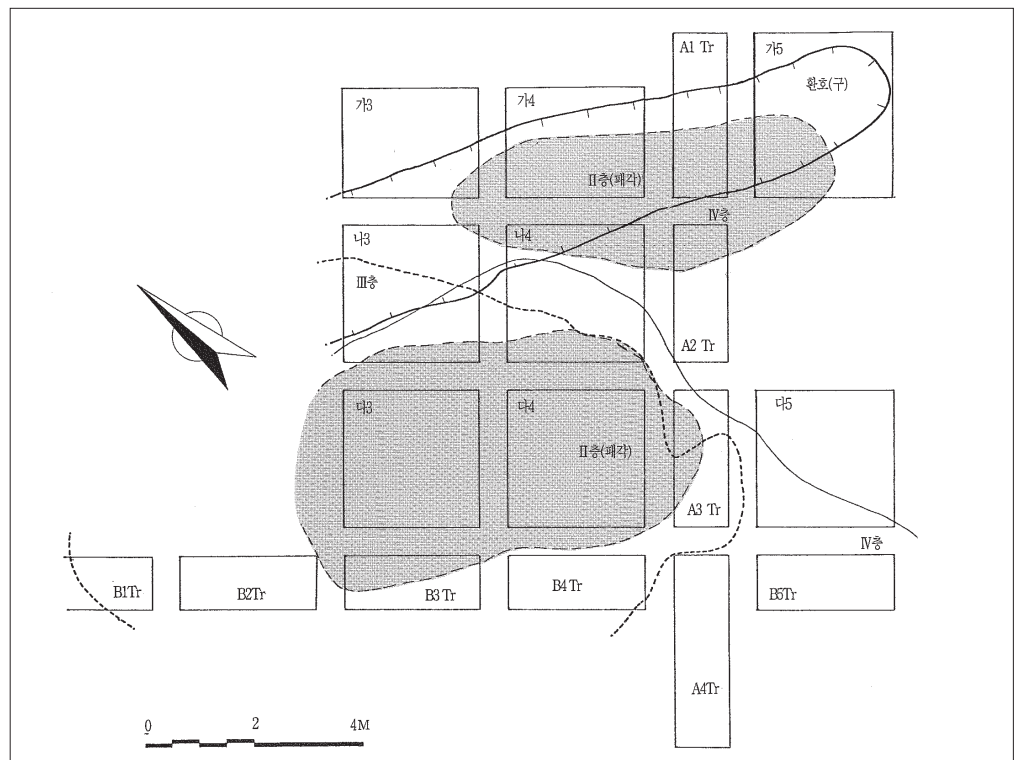 A1 Tr
가5
가3
가4
환호(구)
II층(패각)
IV층
나3
나4
III층
A2 Tr
다3
다4
다5
II층(패각)
A3 Tr
IV층
B1Tr
B2Tr
B3 Tr
B4 Tr
B5Tr
A4Tr
0 2 4M